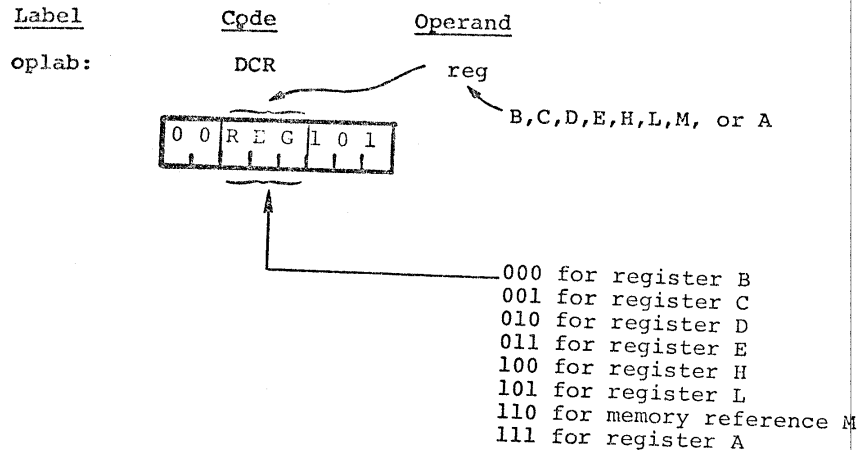 Label Code Operand
oplab: DCR reg
B,C,D,E,H,L,M, or A
0 0 R E G 1 0 1
000 for register B
001 for register C
010 for register D
011 for register E
100 for register H
101 for register L
110 for memory reference M
111 for register A